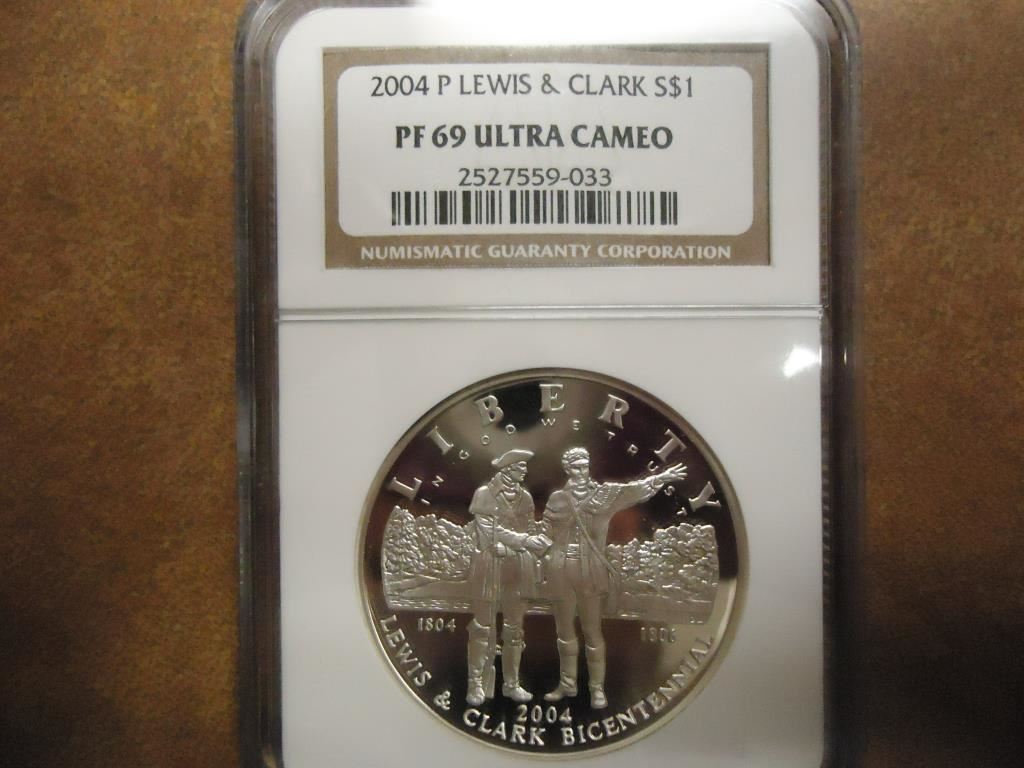 2004 P LEWIS & CLARK S$1
PF 69 ULTRA CAMEO
2527559-033
NUMISMATIC GUARANTY CORPORATION
LIBERTY
IN GOD WE TRUST
1804 1806
2004
LEWIS & CLARK BICENTENNIAL